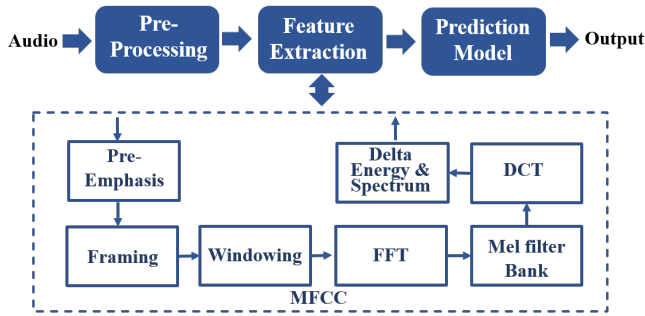 Audio
Pre-
Processing
Feature
Extraction
Prediction
Model
Output
Pre-
Emphasis
Delta
Energy &
Spectrum
DCT
Framing
Windowing
FFT
Mel filter
Bank
MFCC